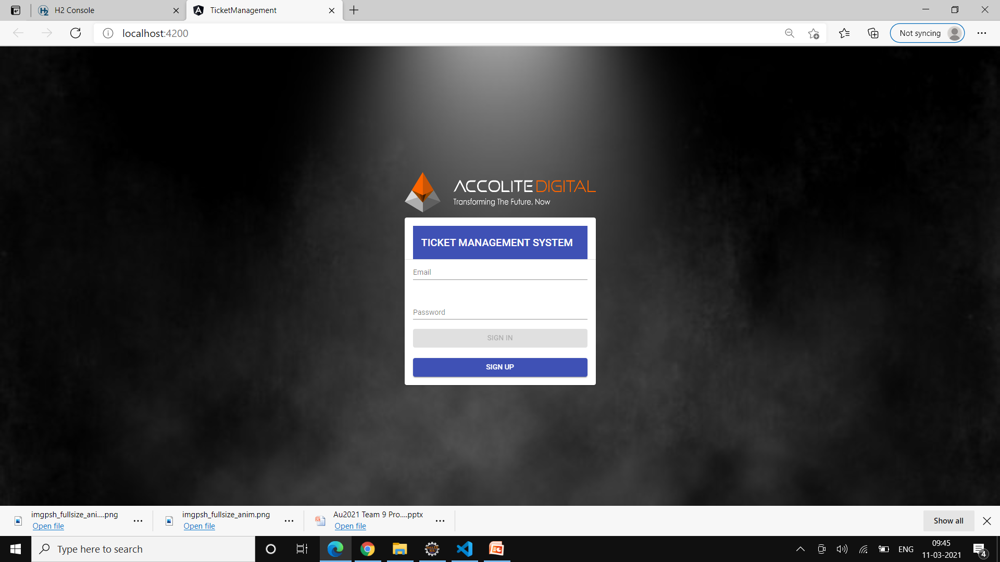 H2 Console
TicketManagement
localhost:4200
Not syncing
ACCOLITE DIGITAL
Transforming The Future, Now
TICKET MANAGEMENT SYSTEM
Email
Password
SIGN IN
SIGN UP
imgpsh_fullsize_ani....png
Open file
imgpsh_fullsize_anim.png
Open file
Au2021 Team 9 Pro....pptx
Open file
Show all
Type here to search
ENG
09:45
11-03-2021
4